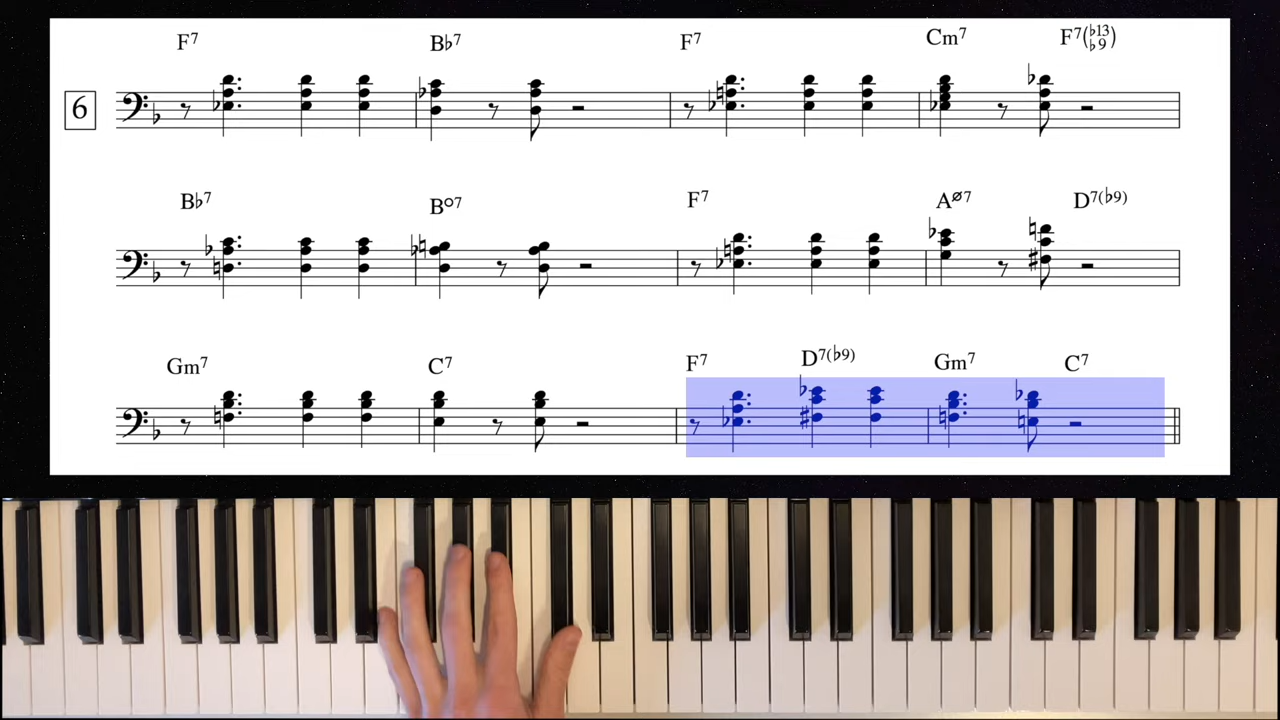 F7 B♭7 F7 Cm7 F7(♭13 ♭9)
6
B♭7 B°7 F7 Aø7 D7(♭9)
Gm7 C7 F7 D7(♭9) Gm7 C7